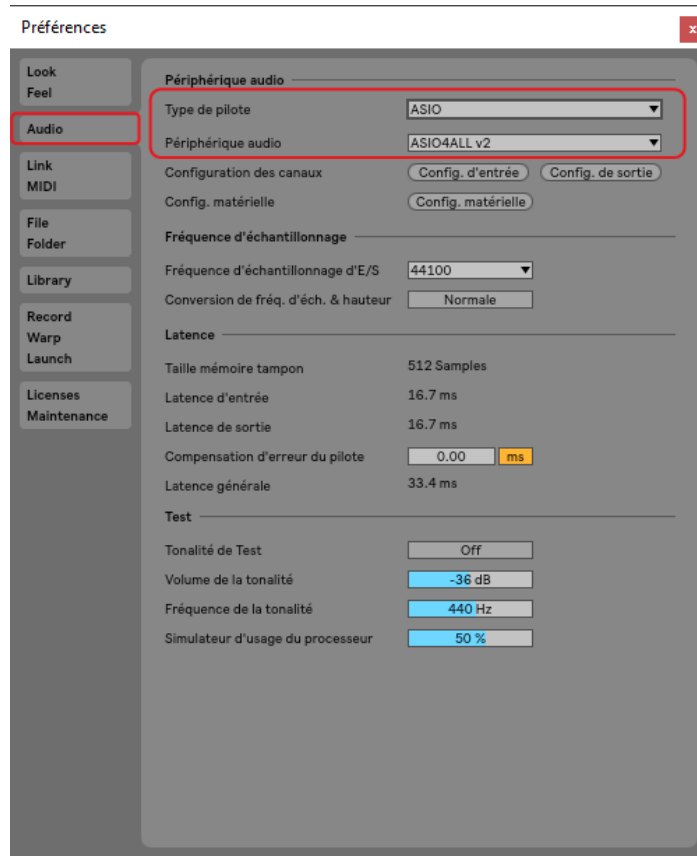 Préférences
x
Look
Feel
Audio
Link
MIDI
File
Folder
Library
Record
Warp
Launch
Licenses
Maintenance
Périphérique audio
Type de pilote ASIO
Périphérique audio ASIO4ALL v2
Configuration des canaux Config. d'entrée Config. de sortie
Config. matérielle Config. matérielle
Fréquence d'échantillonnage
Fréquence d'échantillonnage d'E/S 44100
Conversion de fréq. d'éch. & hauteur Normale
Latence
Taille mémoire tampon 512 Samples
Latence d'entrée 16.7 ms
Latence de sortie 16.7 ms
Compensation d'erreur du pilote 0.00 ms
Latence générale 33.4 ms
Test
Tonalité de Test Off
Volume de la tonalité -36 dB
Fréquence de la tonalité 440 Hz
Simulateur d'usage du processeur 50 %